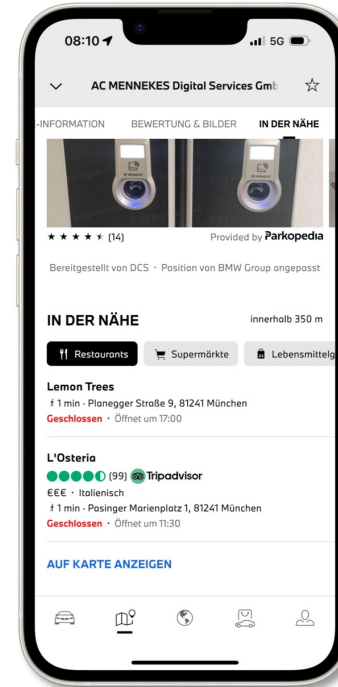 08:10
5G
AC MENNEKES Digital Services Gmb
-INFORMATION BEWERTUNG & BILDER IN DER NÄHE
(14) Provided by Parkopedia
Bereitgestellt von DCS · Position von BMW Group angepasst
IN DER NÄHE innerhalb 350 m
Restaurants Supermärkte Lebensmittelg
Lemon Trees
1 min · Planegger Straße 9, 81241 München
Geschlossen · Öffnet um 17:00
L'Osteria
(99) Tripadvisor
€€€ · Italienisch
1 min · Pasinger Marienplatz 1, 81241 München
Geschlossen · Öffnet um 11:30
AUF KARTE ANZEIGEN